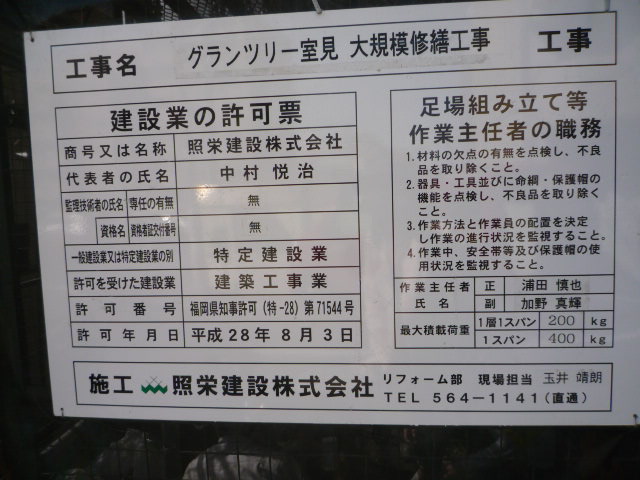 工事名 グランツリー室見 大規模修繕工事 工事
建設業の許可票
商号又は名称 照栄建設株式会社
代表者の氏名 中村 悦治
監理技術者の氏名 専任の有無 無
資格名 資格者証交付番号 無
一般建設業又は特定建設業の別 特定建設業
許可を受けた建設業 建築工事業
許可番号 福岡県知事許可(特-28)第71544号
許可年月日 平成28年8月3日
足場組み立て等
作業主任者の職務
1.材料の欠点の有無を点検し、不良
品を取り除くこと。
2.器具・工具並びに命綱・保護帽の
機能を点検し、不良品を取り除く
こと。
3.作業方法と作業員の配置を決定
し作業の進行状況を監視すること。
4.作業中、安全帯等及び保護帽の使
用状況を監視すること。
作業主任者 正 浦田 慎也
氏名 副 加野 真輝
最大積載荷重 1層1スパン 200 kg
1スパン 400 kg
施工 照栄建設株式会社 リフォーム部 現場担当 玉井 靖朗
TEL 564-1141(直通)